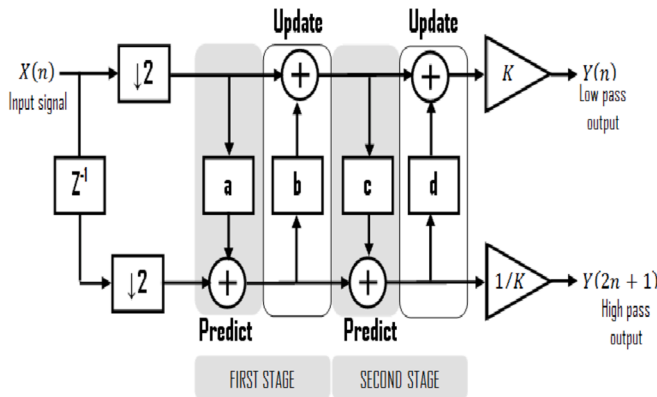 Update
Update
X(n)
Input signal
↓2
K
Y(n)
Low pass
output
Z⁻¹
a
b
c
d
↓2
1/K
Y(2n + 1)
High pass
output
Predict
Predict
FIRST STAGE
SECOND STAGE